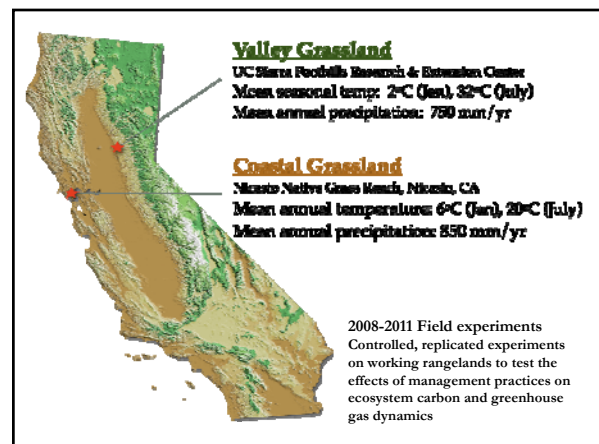 Valley Grassland
UC Sierra Foothills Research & Extension Center
Mean seasonal temp: 2°C (Jan), 32°C (July)
Mean annual precipitation: 750 mm/yr
Coastal Grassland
Nicasio Native Grass Ranch, Nicasio, CA
Mean annual temperature: 6°C (Jan), 20°C (July)
Mean annual precipitation: 850 mm/yr
2008-2011 Field experiments
Controlled, replicated experiments
on working rangelands to test the
effects of management practices on
ecosystem carbon and greenhouse
gas dynamics